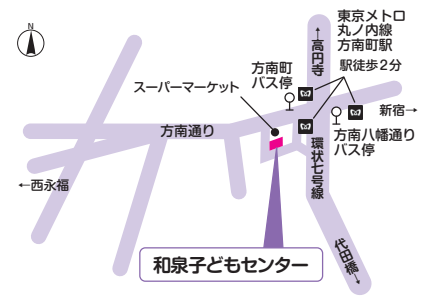 N
東京メトロ
丸ノ内線
方南町駅
駅徒歩2分
←高円寺
方南町
バス停
スーパーマーケット
新宿→
方南通り
方南八幡通り
バス停
環状七号線
←西永福
代田橋→
和泉子どもセンター